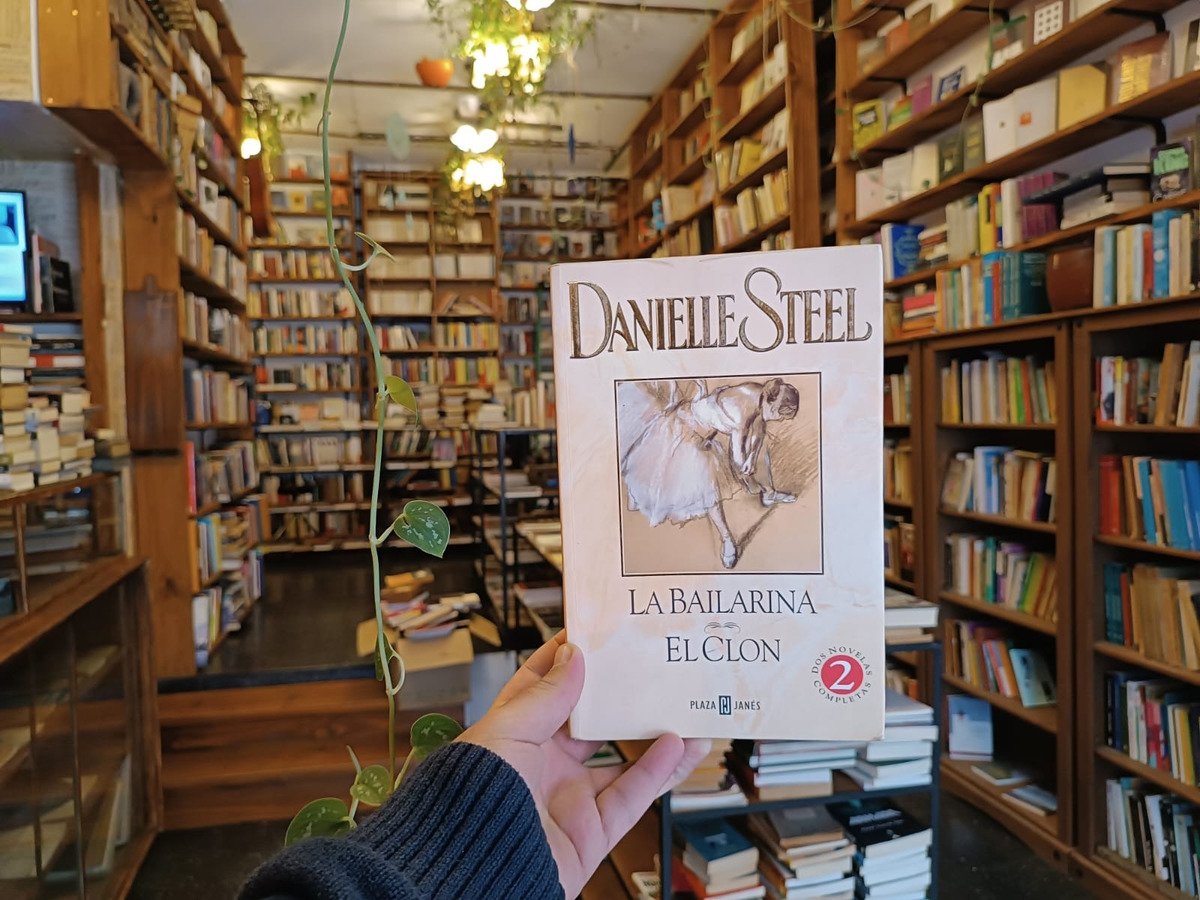 DANIELLE STEEL
LA BAILARINA
EL CLON
DOS NOVELAS
2
COMPLETAS
PLAZA JANÉS